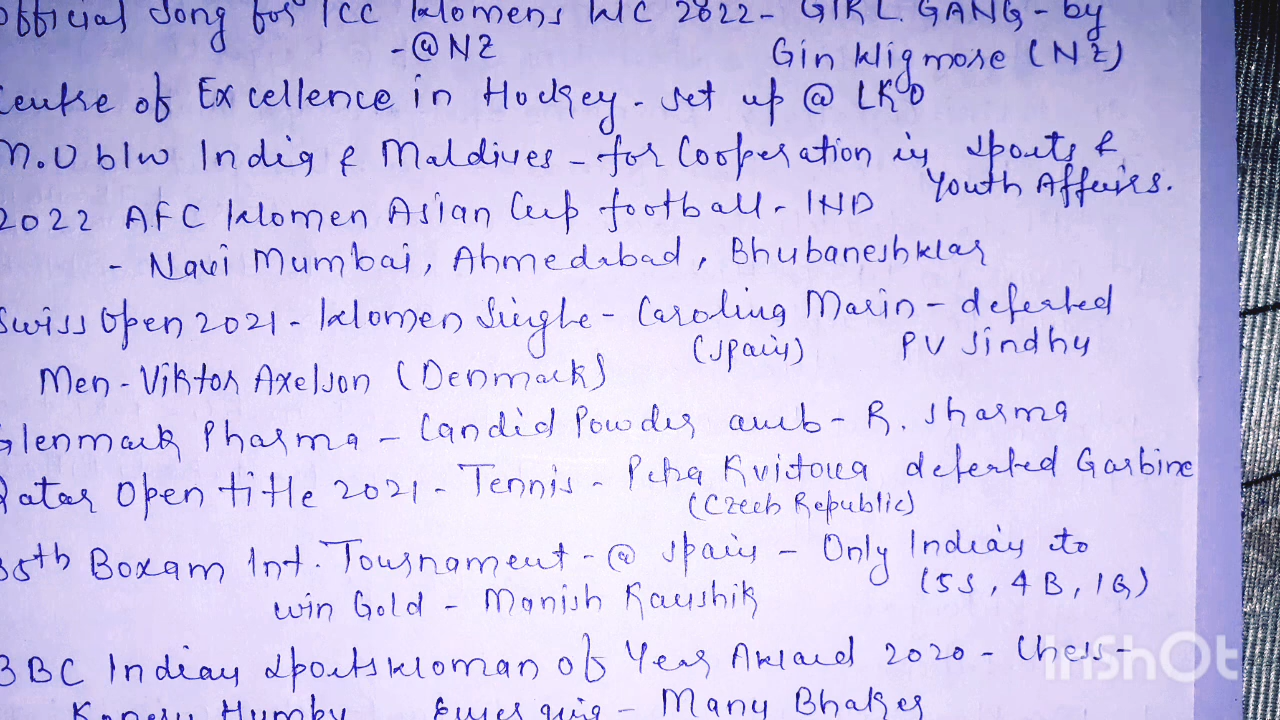 Official Song for ICC Womens WC 2022 - GIRL GANG - by
- @ NZ Gin Wigmore (NZ)
Centre of Excellence in Hockey - set up @ LKO
M.O.U b/w India & Maldives - for Cooperation in sports &
Youth Affairs.
2022 AFC Women Asian Cup football - IND
- Navi Mumbai, Ahmedabad, Bhubaneshwar
Swiss Open 2021 - Women Single - Carolina Marin - defeated
(Spain) PV Sindhu
Men - Viktor Axelson (Denmark)
Glenmark Pharma - Candid Powder amb - R. Sharma
Qatar Open title 2021 - Tennis - Petra Kvitova defeated Garbine
(Czech Republic)
35th Boxam Int. Tournament - @ Spain - Only Indian to
win Gold - Manish Kaushik (5S, 4B, 1G)
BBC Indian Sportswoman of Year Award 2020 - Chess -
Koneru Humpy Emerging - Manu Bhaker
inShOt